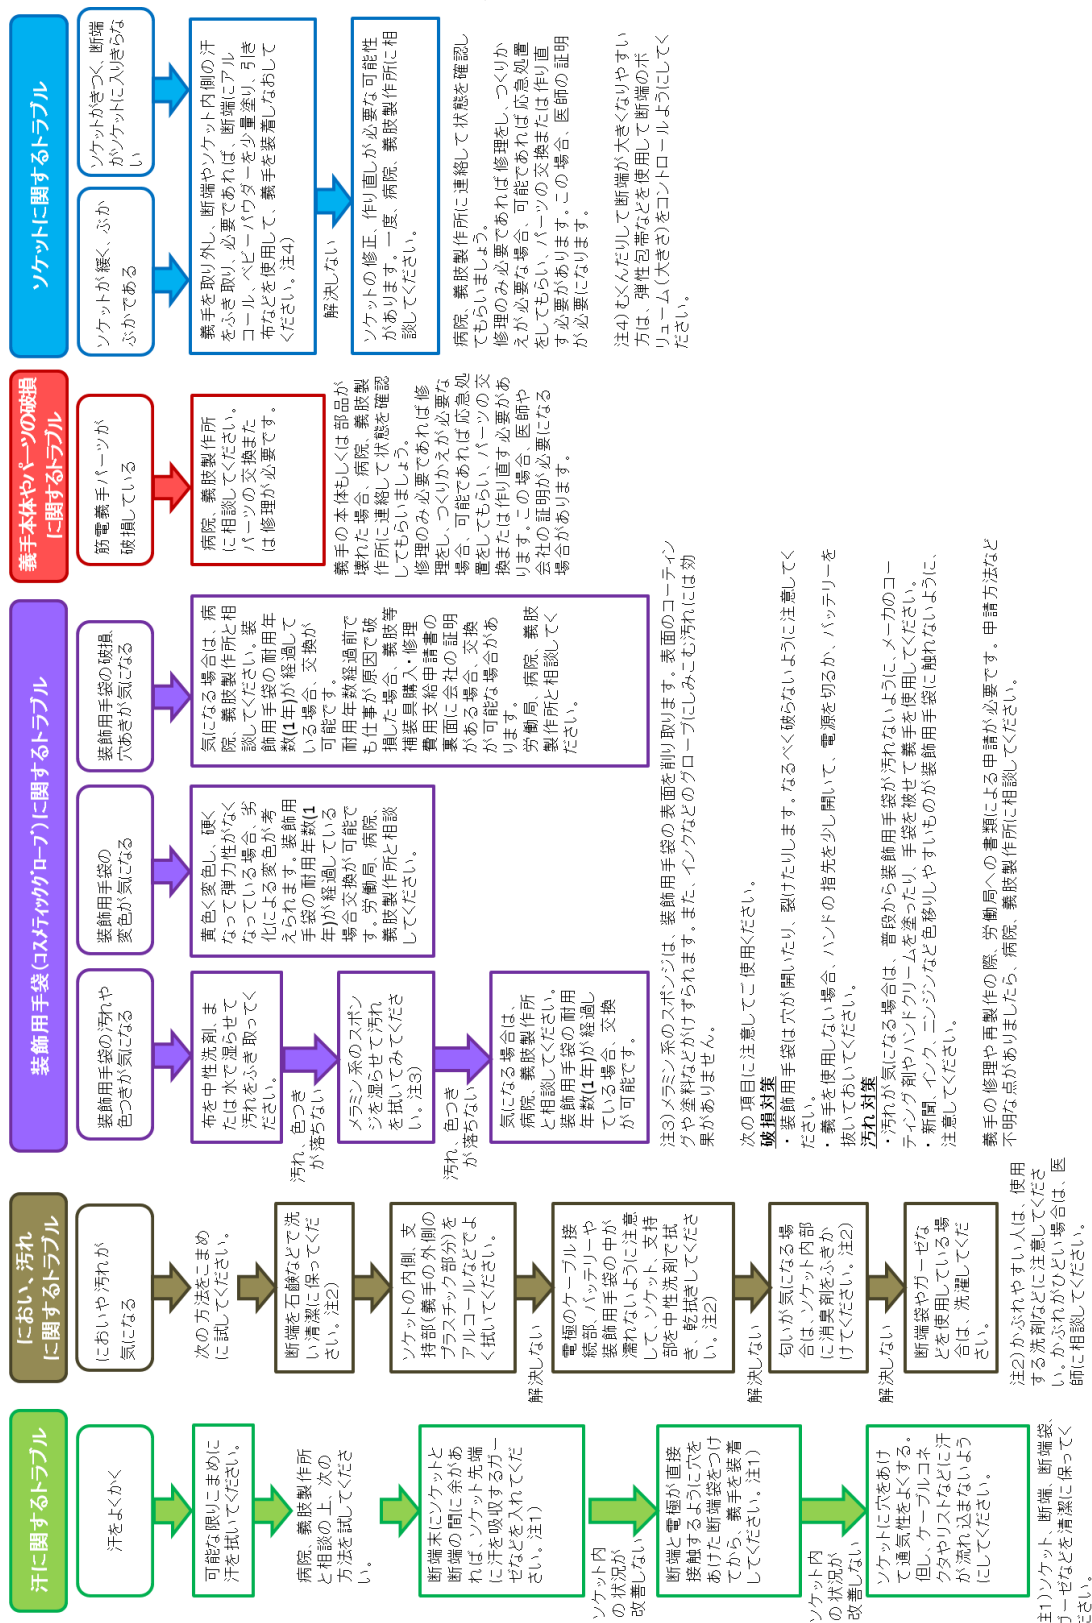 汗に関するトラブル
汗をよくかく
可能な限りこまめに
汗を拭いてください。
病院、義肢製作所
と相談の上、次の
方法を試してくださ
い。
断端末にソケットと
断端の間に余があ
れば、ソケット先端
に汗を吸収するガー
ゼなどを入れてくだ
さい。注1)
ソケット内
の状況が
改善しない
断端と電極が直接
接触するように穴を
あけた断端袋をつけ
てから、義手を装着
してください。注1)
ソケット内
の状況が
改善しない
ソケットに穴をあけ
て通気性をよくする。
但し、ケーブルコネ
クタやリストなどに汗
が流れ込まないよう
にしてください。
注1)ソケット、断端、断端袋、
ガーゼなどを清潔に保ってく
ださい。
におい、汚れ
に関するトラブル
においや汚れが
気になる
次の方法をこまめ
に試してください。
断端を石鹸などで洗
い清潔に保ってくだ
さい。注2)
ソケットの内側、支
持部(義手の外側の
プラスチック部分)を
アルコールなどでよ
く拭いてください。
解決しない
電極のケーブル接
続部、バッテリーや
装飾用手袋の中が
濡れないように注意
して、ソケット、支持
部を中性洗剤で拭
き、乾拭きしてくださ
い。注2)
解決しない
匂いが気になる場
合は、ソケット内部
に消臭剤をふきか
けてください。注2)
解決しない
断端袋やガーゼな
どを使用している場
合は、洗濯してくだ
さい。
注2)かぶれやすい人は、使用
する洗剤などに注意してくださ
い。かぶれがひどい場合は、医
師に相談してください。
装飾用手袋(コスメティックグローブ)に関するトラブル
装飾用手袋の汚れや
色つきが気になる
布を中性洗剤、ま
たは水で湿らせて
汚れをふき取ってく
ださい。
汚れ、色つき
が落ちない
メラミン系のスポン
ジを湿らせて汚れ
を拭いてみてくださ
い。注3)
汚れ、色つき
が落ちない
気になる場合は、
病院、義肢製作所
と相談してください。
装飾用手袋の耐用
年数(1年)が経過し
ている場合、交換
が可能です。
装飾用手袋の
変色が気になる
黄色く変色し、硬く
なって弾力性がなく
なっている場合、劣
化による変色が考
えられます。装飾用
手袋の耐用年数(1
年)が経過している
場合交換が可能で
す。労働局、病院、
義肢製作所と相談
してください。
装飾用手袋の破損、
穴あきが気になる
気になる場合は、病
院、義肢製作所と相
談してください。装
飾用手袋の耐用年
数(1年)が経過して
いる場合、交換が
可能です。
耐用年数経過前で
も仕事が原因で破
損した場合、義肢等
補装具購入・修理
費用支給申請書の
裏面に会社の証明
がある場合、交換
が可能な場合があ
ります。
労働局、病院、義肢
製作所と相談してく
ださい。
注3)メラミン系のスポンジは、装飾用手袋の表面を削り取ります。表面のコーティン
グや塗料などがけずられます。また、インクなどのグローブにしみこむ汚れには効
果がありません。
次の項目に注意してご使用ください。
破損対策
・装飾用手袋は穴が開いたり、裂けたりします。なるべく破らないように注意してく
ださい。
・義手を使用しない場合、ハンドの指先を少し開いて、電源を切るか、バッテリーを
抜いておいてください。
汚れ対策
・汚れが気になる場合は、普段から装飾用手袋が汚れないように、メーカのコー
ティング剤やハンドクリームを塗ったり、手袋を被せて義手を使用してください。
・新聞、インク、ニンジンなど色移りしやすいものが装飾用手袋に触れないように、
注意してください。
義手の修理や再製作の際、労働局への書類による申請が必要です。申請方法など
不明な点がありましたら、病院、義肢製作所に相談してください。
義手本体やパーツの破損
に関するトラブル
筋電義手パーツが
破損している
病院、義肢製作所
に相談してください。
パーツの交換また
は修理が必要です。
義手の本体もしくは部品が
壊れた場合、病院、義肢製
作所に連絡して状態を確認
してもらいましょう。
修理のみ必要であれば修
理をし、つくりかえが必要な
場合、可能であれば応急処
置をしてもらい、パーツの交
換または作り直す必要があ
ります。この場合、医師や
会社の証明が必要になる
場合があります。
ソケットに関するトラブル
ソケットが緩く、ぶか
ぶかである
ソケットがきつく、断端
がソケットに入りきらな
い
義手を取り外し、断端やソケット内側の汗
をふき取り、必要であれば、断端にアル
コール、ベビーパウダーを少量塗り、引き
布などを使用して、義手を装着しなおして
ください。注4)
解決しない
ソケットの修正、作り直しが必要な可能性
があります。一度、病院、義肢製作所に相
談してください。
病院、義肢製作所に連絡して状態を確認し
てもらいましょう。
修理のみ必要であれば修理をし、つくりか
えが必要な場合、可能であれば応急処置
をしてもらい、パーツの交換または作り直
す必要があります。この場合、医師の証明
が必要になります。
注4)むくんだりして断端が大きくなりやすい
方は、弾性包帯などを使用して断端のボ
リューム(大きさ)をコントロールようにしてく
ださい。